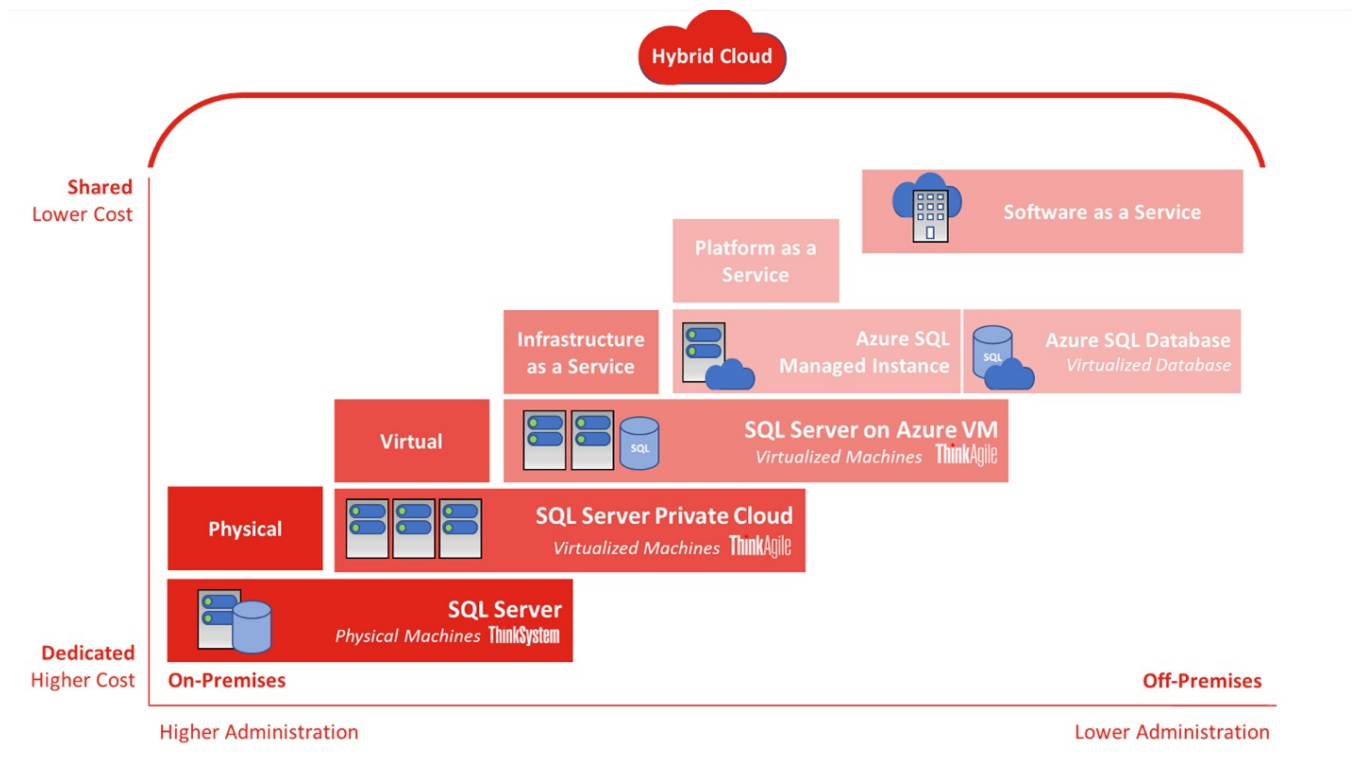 Hybrid Cloud
Shared
Lower Cost
Software as a Service
Platform as a
Service
Infrastructure
as a Service
Azure SQL
Managed Instance
SQL
Azure SQL Database
Virtualized Database
Virtual
SQL
SQL Server on Azure VM
Virtualized Machines ThinkAgile
Physical
SQL Server Private Cloud
Virtualized Machines ThinkAgile
SQL Server
Physical Machines ThinkSystem
Dedicated
Higher Cost
On-Premises
Off-Premises
Higher Administration
Lower Administration